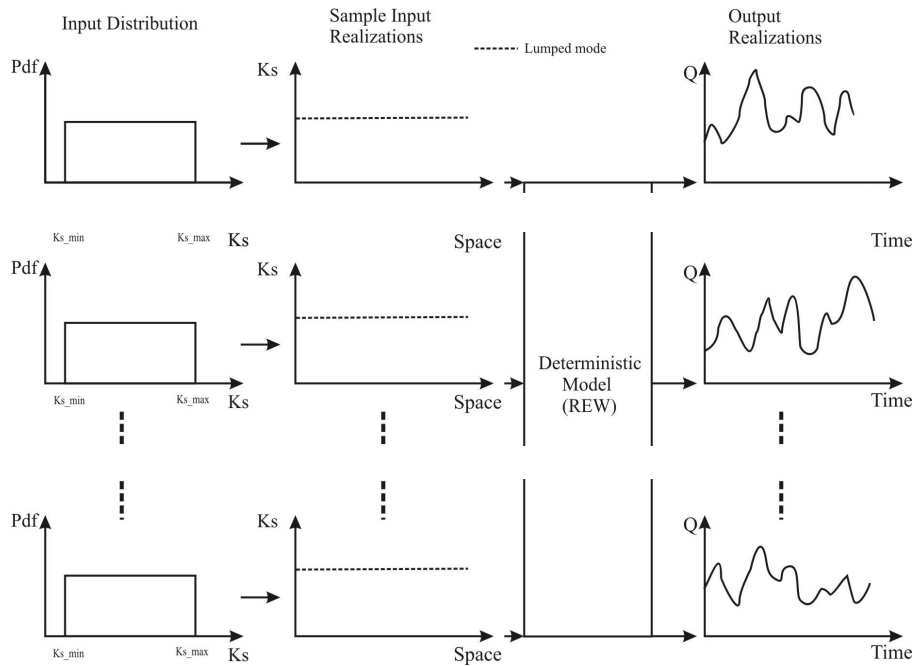 Input Distribution
Sample Input
Realizations
Output
Realizations
Lumped mode
Pdf
Ks
Q
Ks_min
Ks_max
Ks
Space
Time
Pdf
Ks
Q
Deterministic
Model
(REW)
Ks_min
Ks_max
Ks
Space
Time
Pdf
Ks
Q
Ks_min
Ks_max
Ks
Space
Time